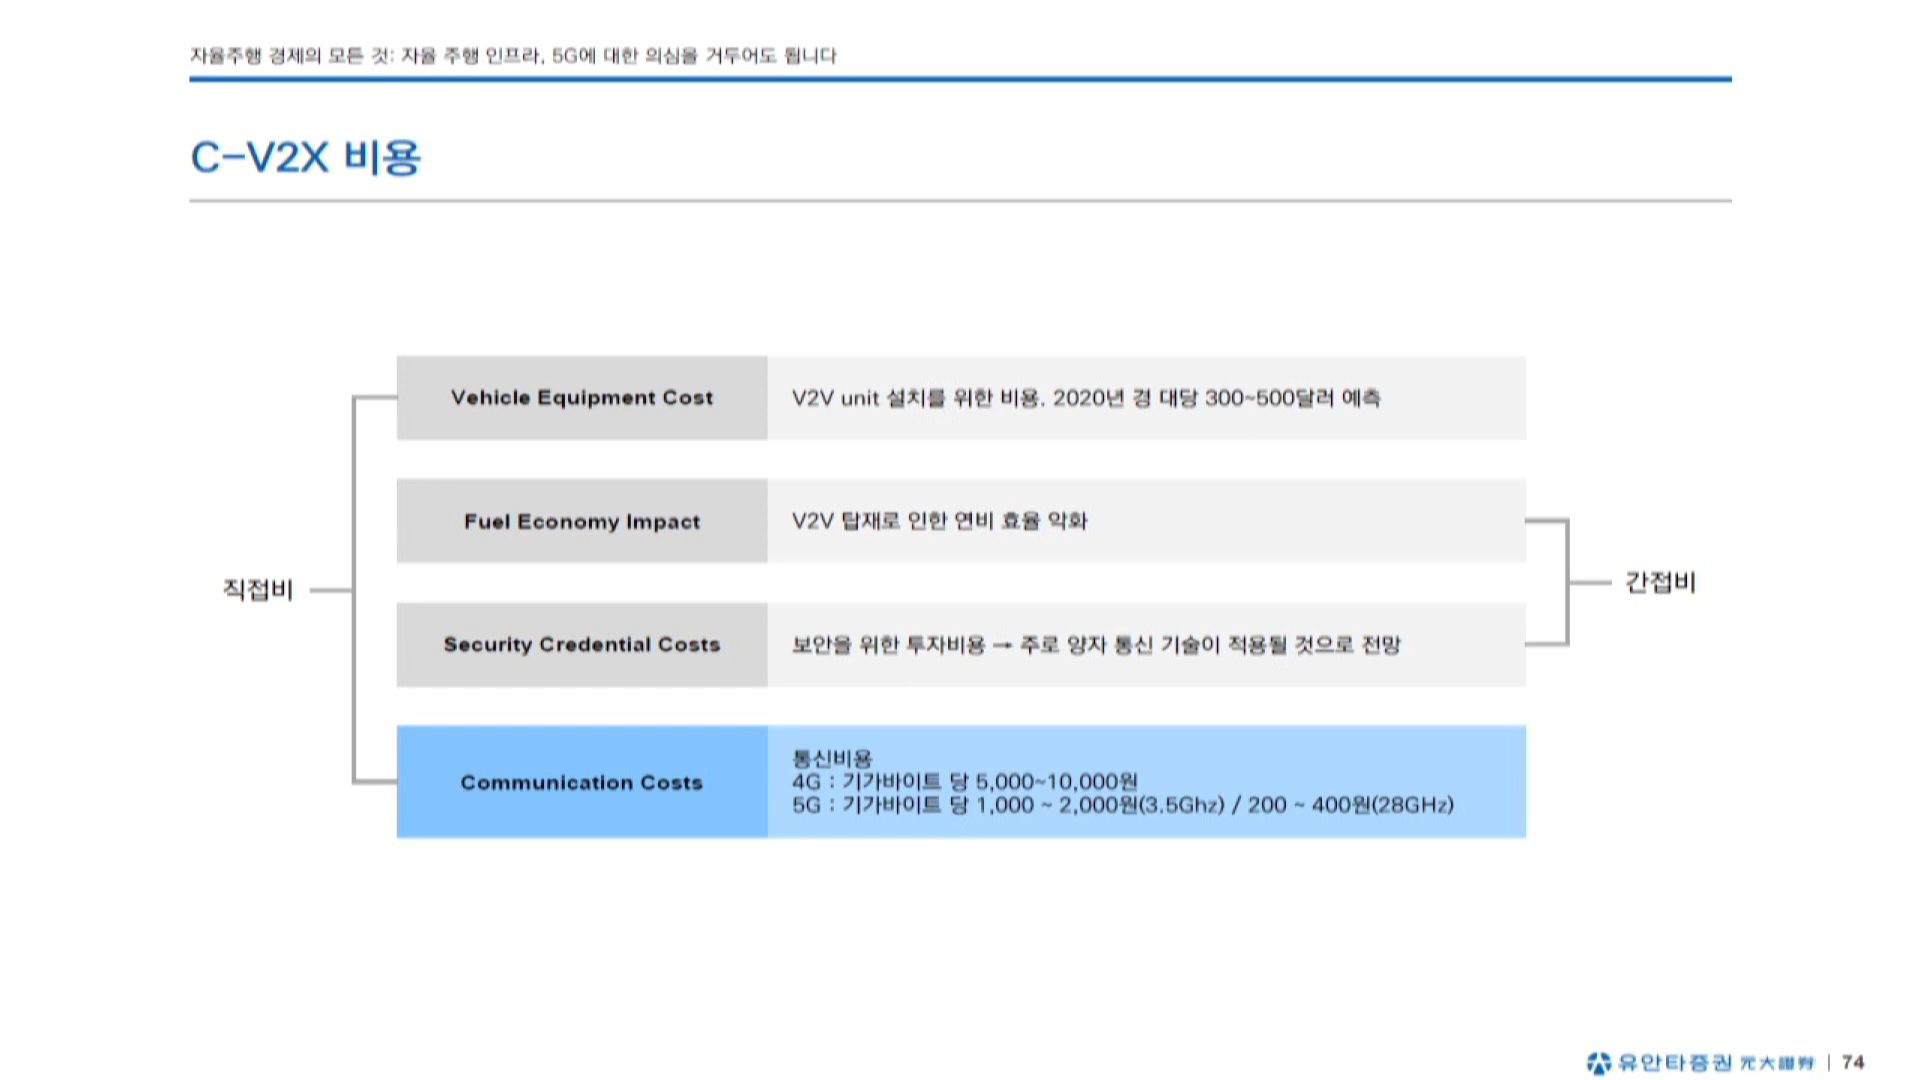 자율주행 경제의 모든 것: 자율 주행 인프라, 5G에 대한 의심을 거두어도 됩니다
C-V2X 비용
Vehicle Equipment Cost
V2V unit 설치를 위한 비용. 2020년 경 대당 300~500달러 예측
Fuel Economy Impact
V2V 탑재로 인한 연비 효율 악화
직접비
간접비
Security Credential Costs
보안을 위한 투자비용 → 주로 양자 통신 기술이 적용될 것으로 전망
Communication Costs
통신비용
4G : 기가바이트 당 5,000~10,000원
5G : 기가바이트 당 1,000 ~ 2,000원(3.5Ghz) / 200 ~ 400원(28GHz)
유안타증권 元大證券 | 74